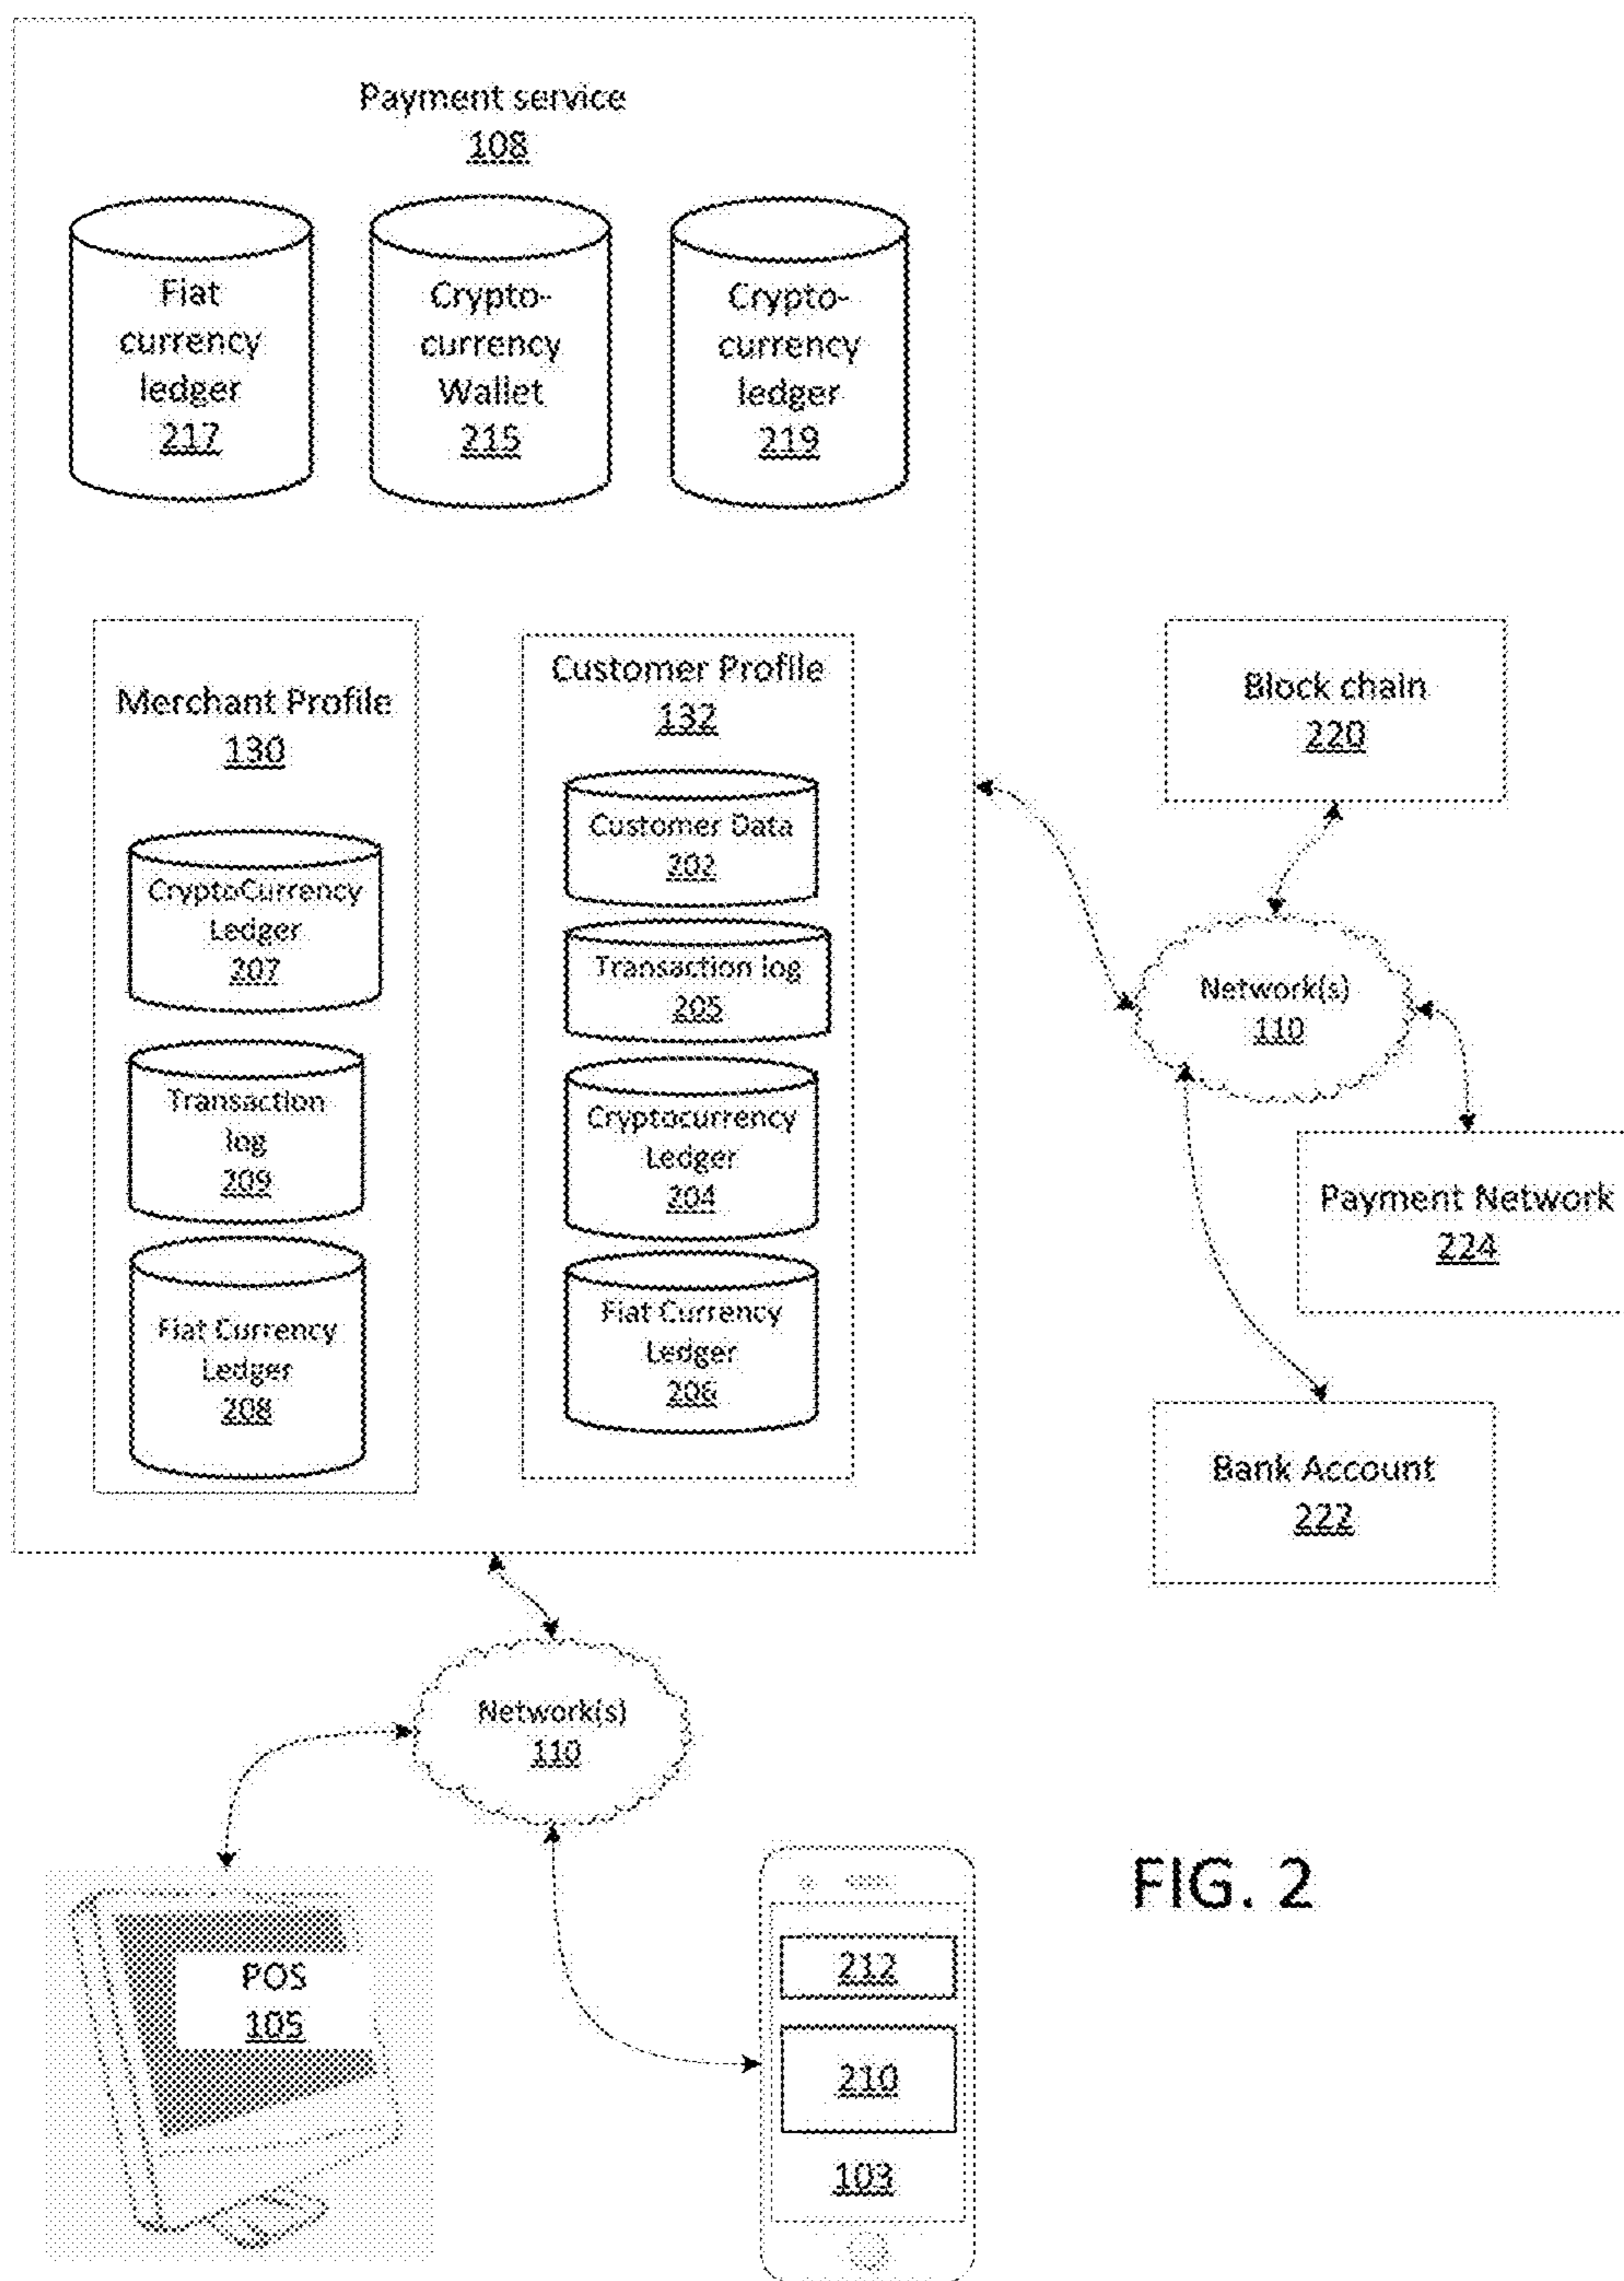 Payment service
108
Fiat
currency
ledger
217
Crypto-
currency
Wallet
215
Crypto-
currency
ledger
219
Merchant Profile
130
CryptoCurrency
Ledger
207
Transaction
log
209
Fiat Currency
Ledger
208
Customer Profile
132
Customer Data
202
Transaction log
205
Cryptocurrency
Ledger
204
Fiat Currency
Ledger
206
Block chain
220
Network(s)
110
Payment Network
224
Bank Account
222
Network(s)
110
POS
105
212
210
103
FIG. 2